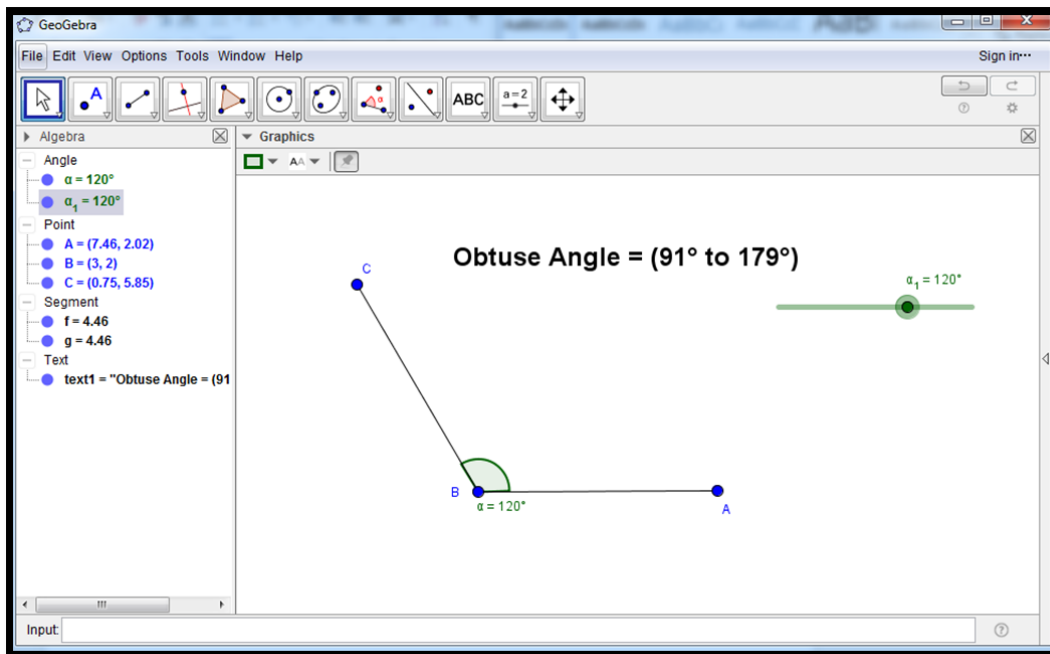 GeoGebra
File Edit View Options Tools Window Help
Sign in...
A
α
ABC
a=2
Algebra
Graphics
AA
Angle
α = 120°
α1 = 120°
Point
A = (7.46, 2.02)
B = (3, 2)
C = (0.75, 5.85)
Segment
f = 4.46
g = 4.46
Text
text1 = "Obtuse Angle = (91
Obtuse Angle = (91° to 179°)
α1 = 120°
C
B
α = 120°
A
Input: